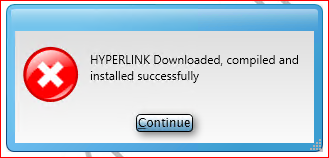 HYPERLINK Downloaded, compiled and
installed successfully
Continue